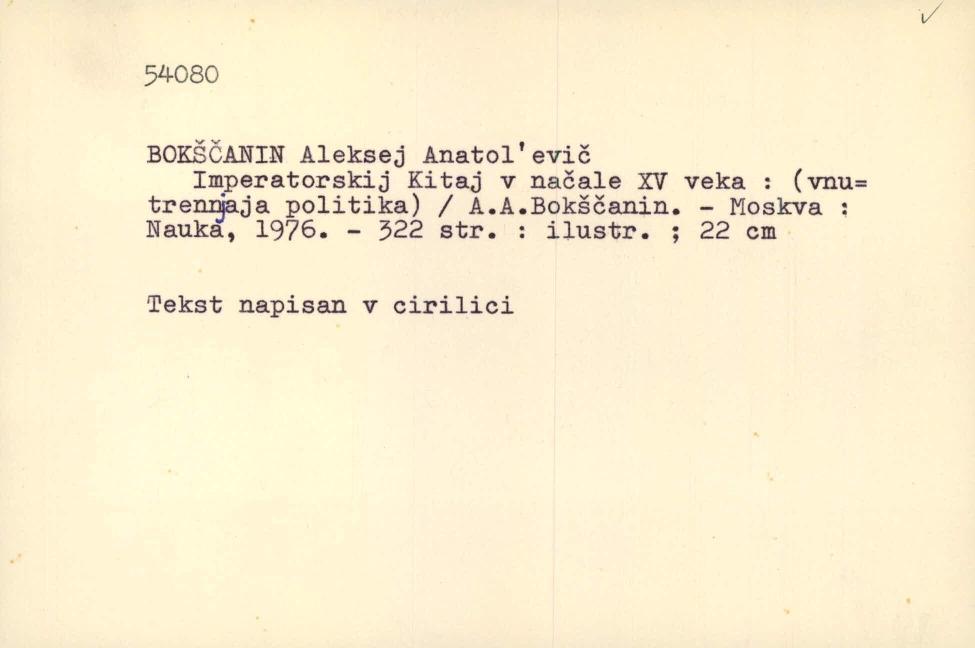 54080
BOKŠČANIN Aleksej Anatol'evič
Imperatorskij Kitaj v načale XV veka : (vnu=
trennjaja politika) / A.A.Bokščanin. - Moskva :
Nauka, 1976. - 322 str. : ilustr. ; 22 cm
Tekst napisan v cirilici